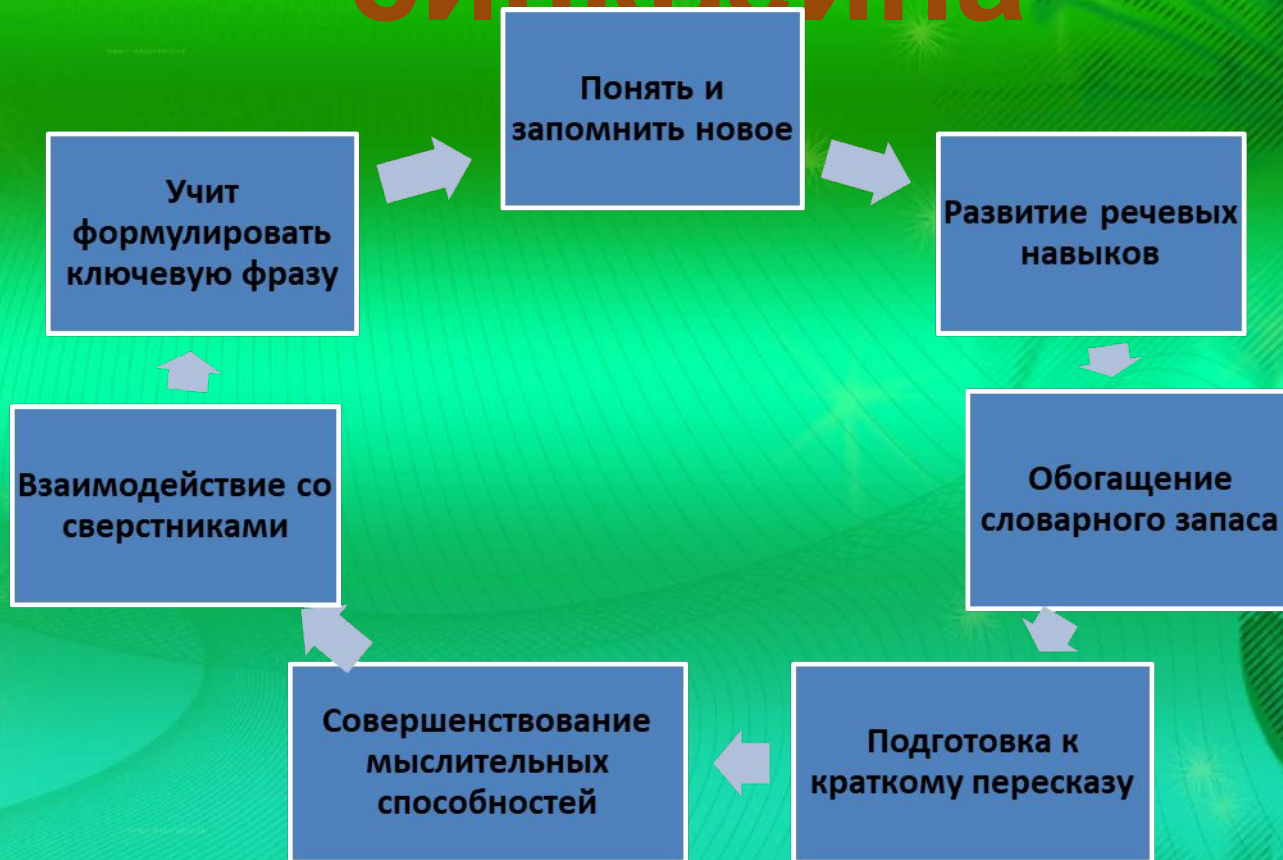 Понять и
запомнить новое
Развитие речевых
навыков
Обогащение
словарного запаса
Подготовка к
краткому пересказу
Совершенствование
мыслительных
способностей
Взаимодействие со
сверстниками
Учит
формулировать
ключевую фразу